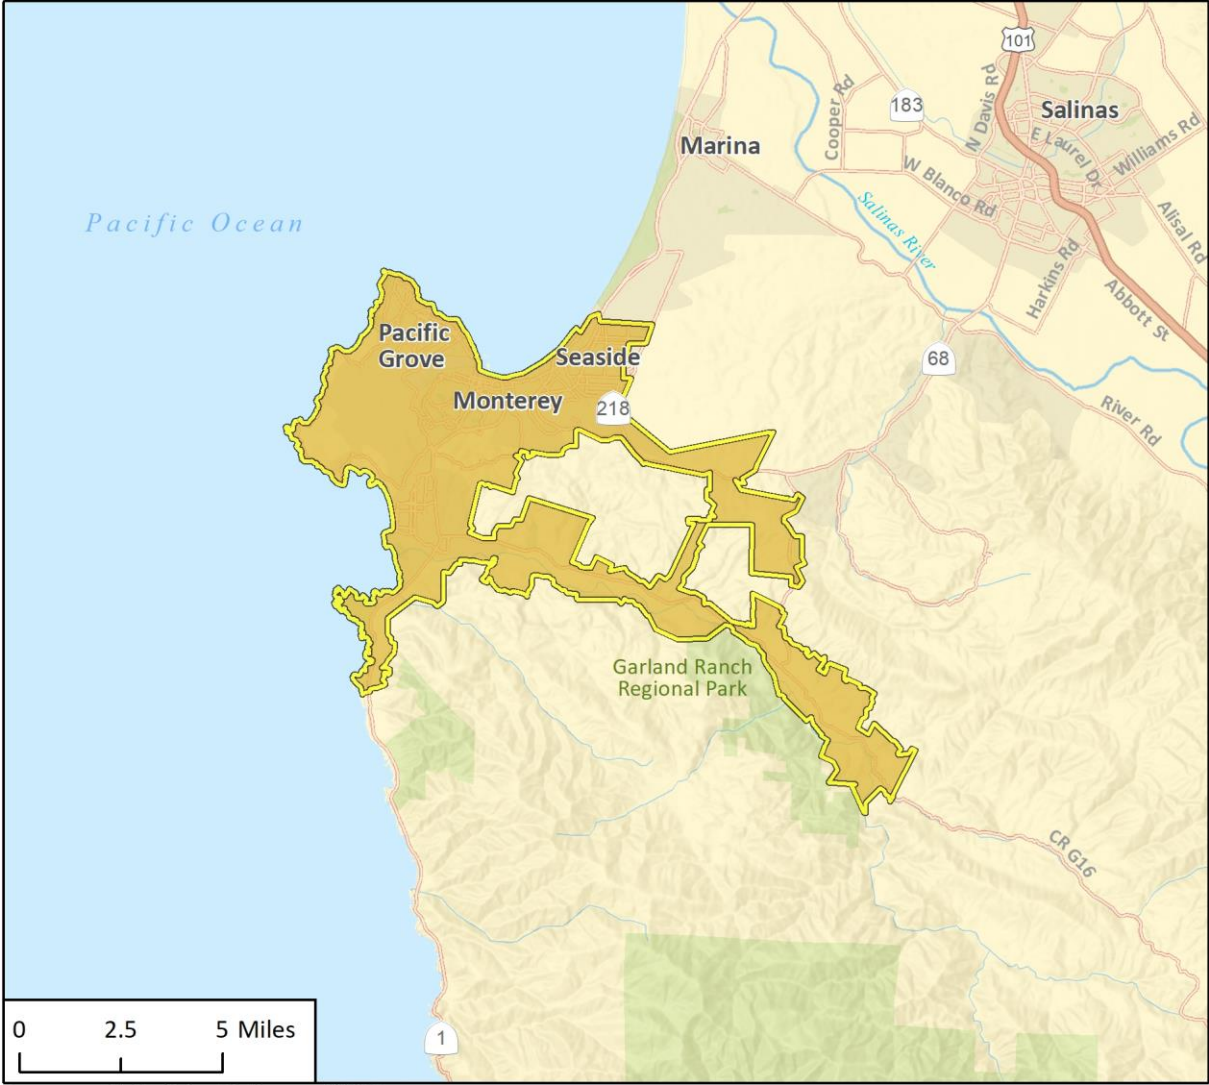 101
Salinas
183
N Davis Rd
Cooper Rd
E Laurel Dr
Williams Rd
Marina
W Blanco Rd
Salinas River
Alisal Rd
Pacific Ocean
Harkins Rd
Abbott St
Pacific
Grove
Seaside
68
Monterey
218
River Rd
Garland Ranch
Regional Park
CR G16
1
0 2.5 5 Miles